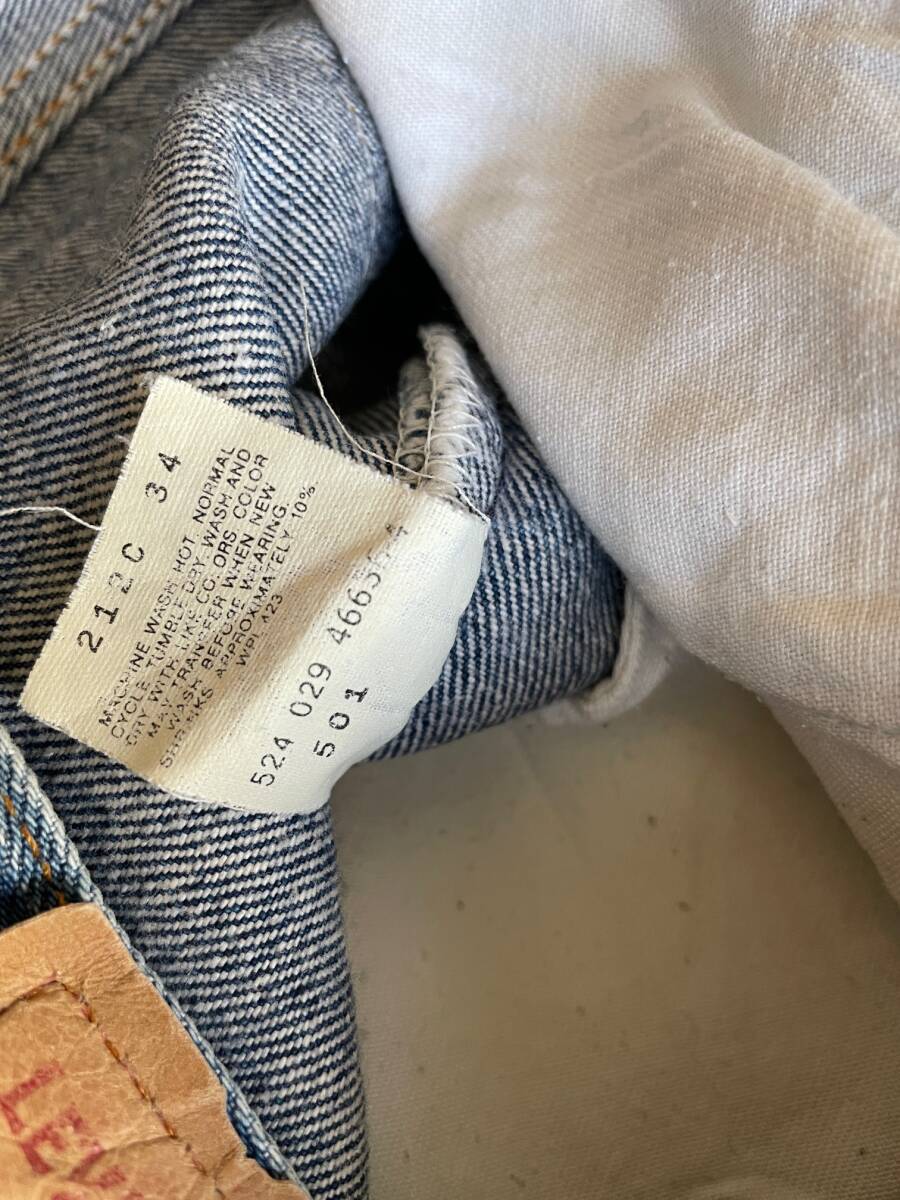 212C 34
MACHINE WASH HOT NORMAL
CYCLE TUMBLE DRY. WASH AND
DRY WITH LIKE COLORS. COLOR
MAY TRANSFER WHEN NEW
WASH BEFORE WEARING.
SHRINKS APPROXIMATELY 10%
WPL 423
524 029
501
LEVI